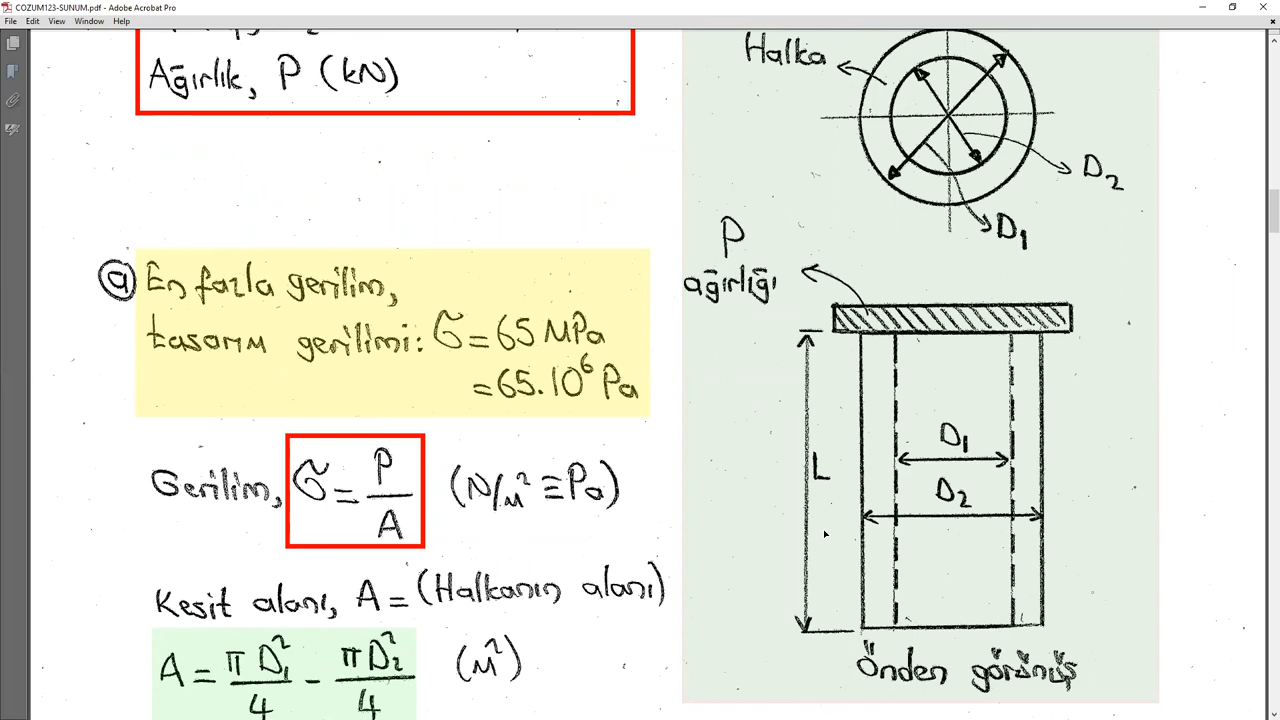 COZUM123-SUNUM.pdf - Adobe Acrobat Pro
File Edit View Window Help
Ağırlık, P (kN)
a En fazla gerilim,
tasarım gerilimi: σ = 65 MPa
= 65.10⁶ Pa
Gerilim, σ = P/A (N/m² ≡ Pa)
Kesit alanı, A = (Halkanın alanı)
A = πD₁²/4 - πD₂²/4 (m²)
Halka
D₂
D₁
P
ağırlığı
L
D₁
D₂
Önden görünüş